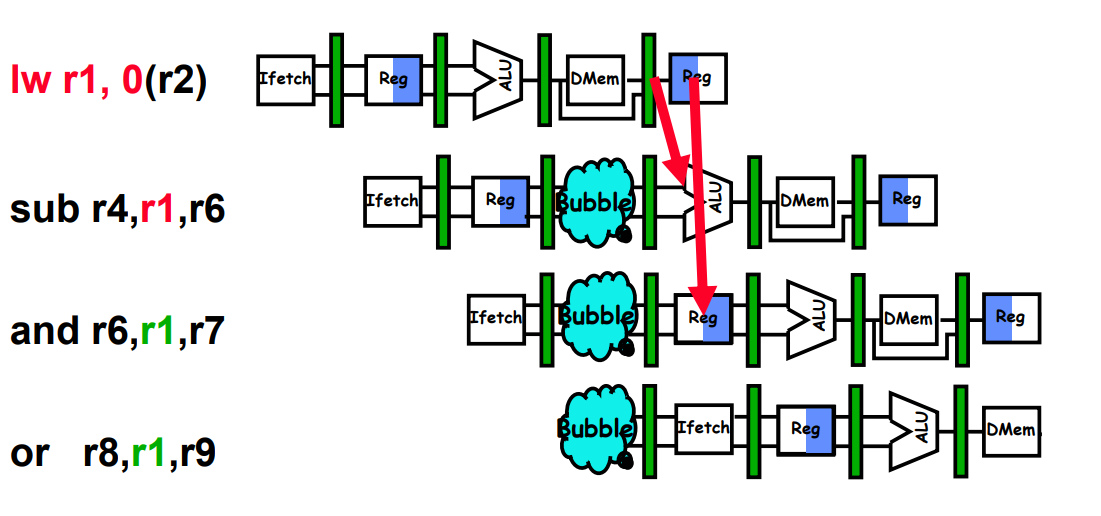 lw r1, 0(r2) Ifetch Reg ALU DMem Reg
sub r4,r1,r6 Ifetch Reg Bubble ALU DMem Reg
and r6,r1,r7 Ifetch Bubble Reg ALU DMem Reg
or r8,r1,r9 Bubble Ifetch Reg ALU DMem